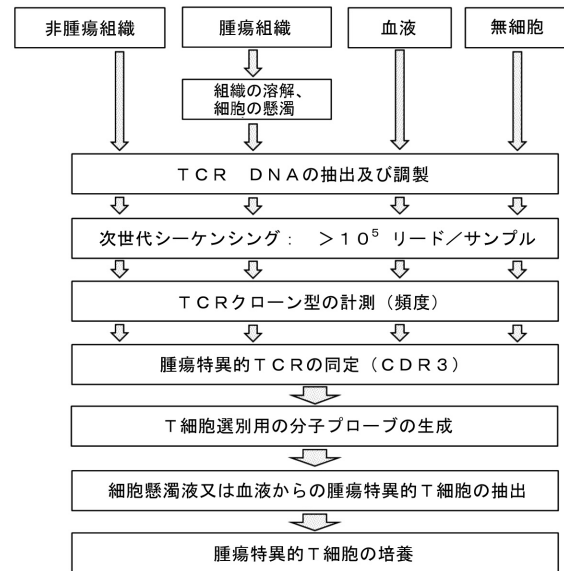 非腫瘍組織
腫瘍組織
血液
無細胞
組織の溶解、
細胞の懸濁
TCR DNAの抽出及び調製
次世代シーケンシング: >10⁵ リード/サンプル
TCRクローン型の計測(頻度)
腫瘍特異的TCRの同定(CDR3)
T細胞選別用の分子プローブの生成
細胞懸濁液又は血液からの腫瘍特異的T細胞の抽出
腫瘍特異的T細胞の培養